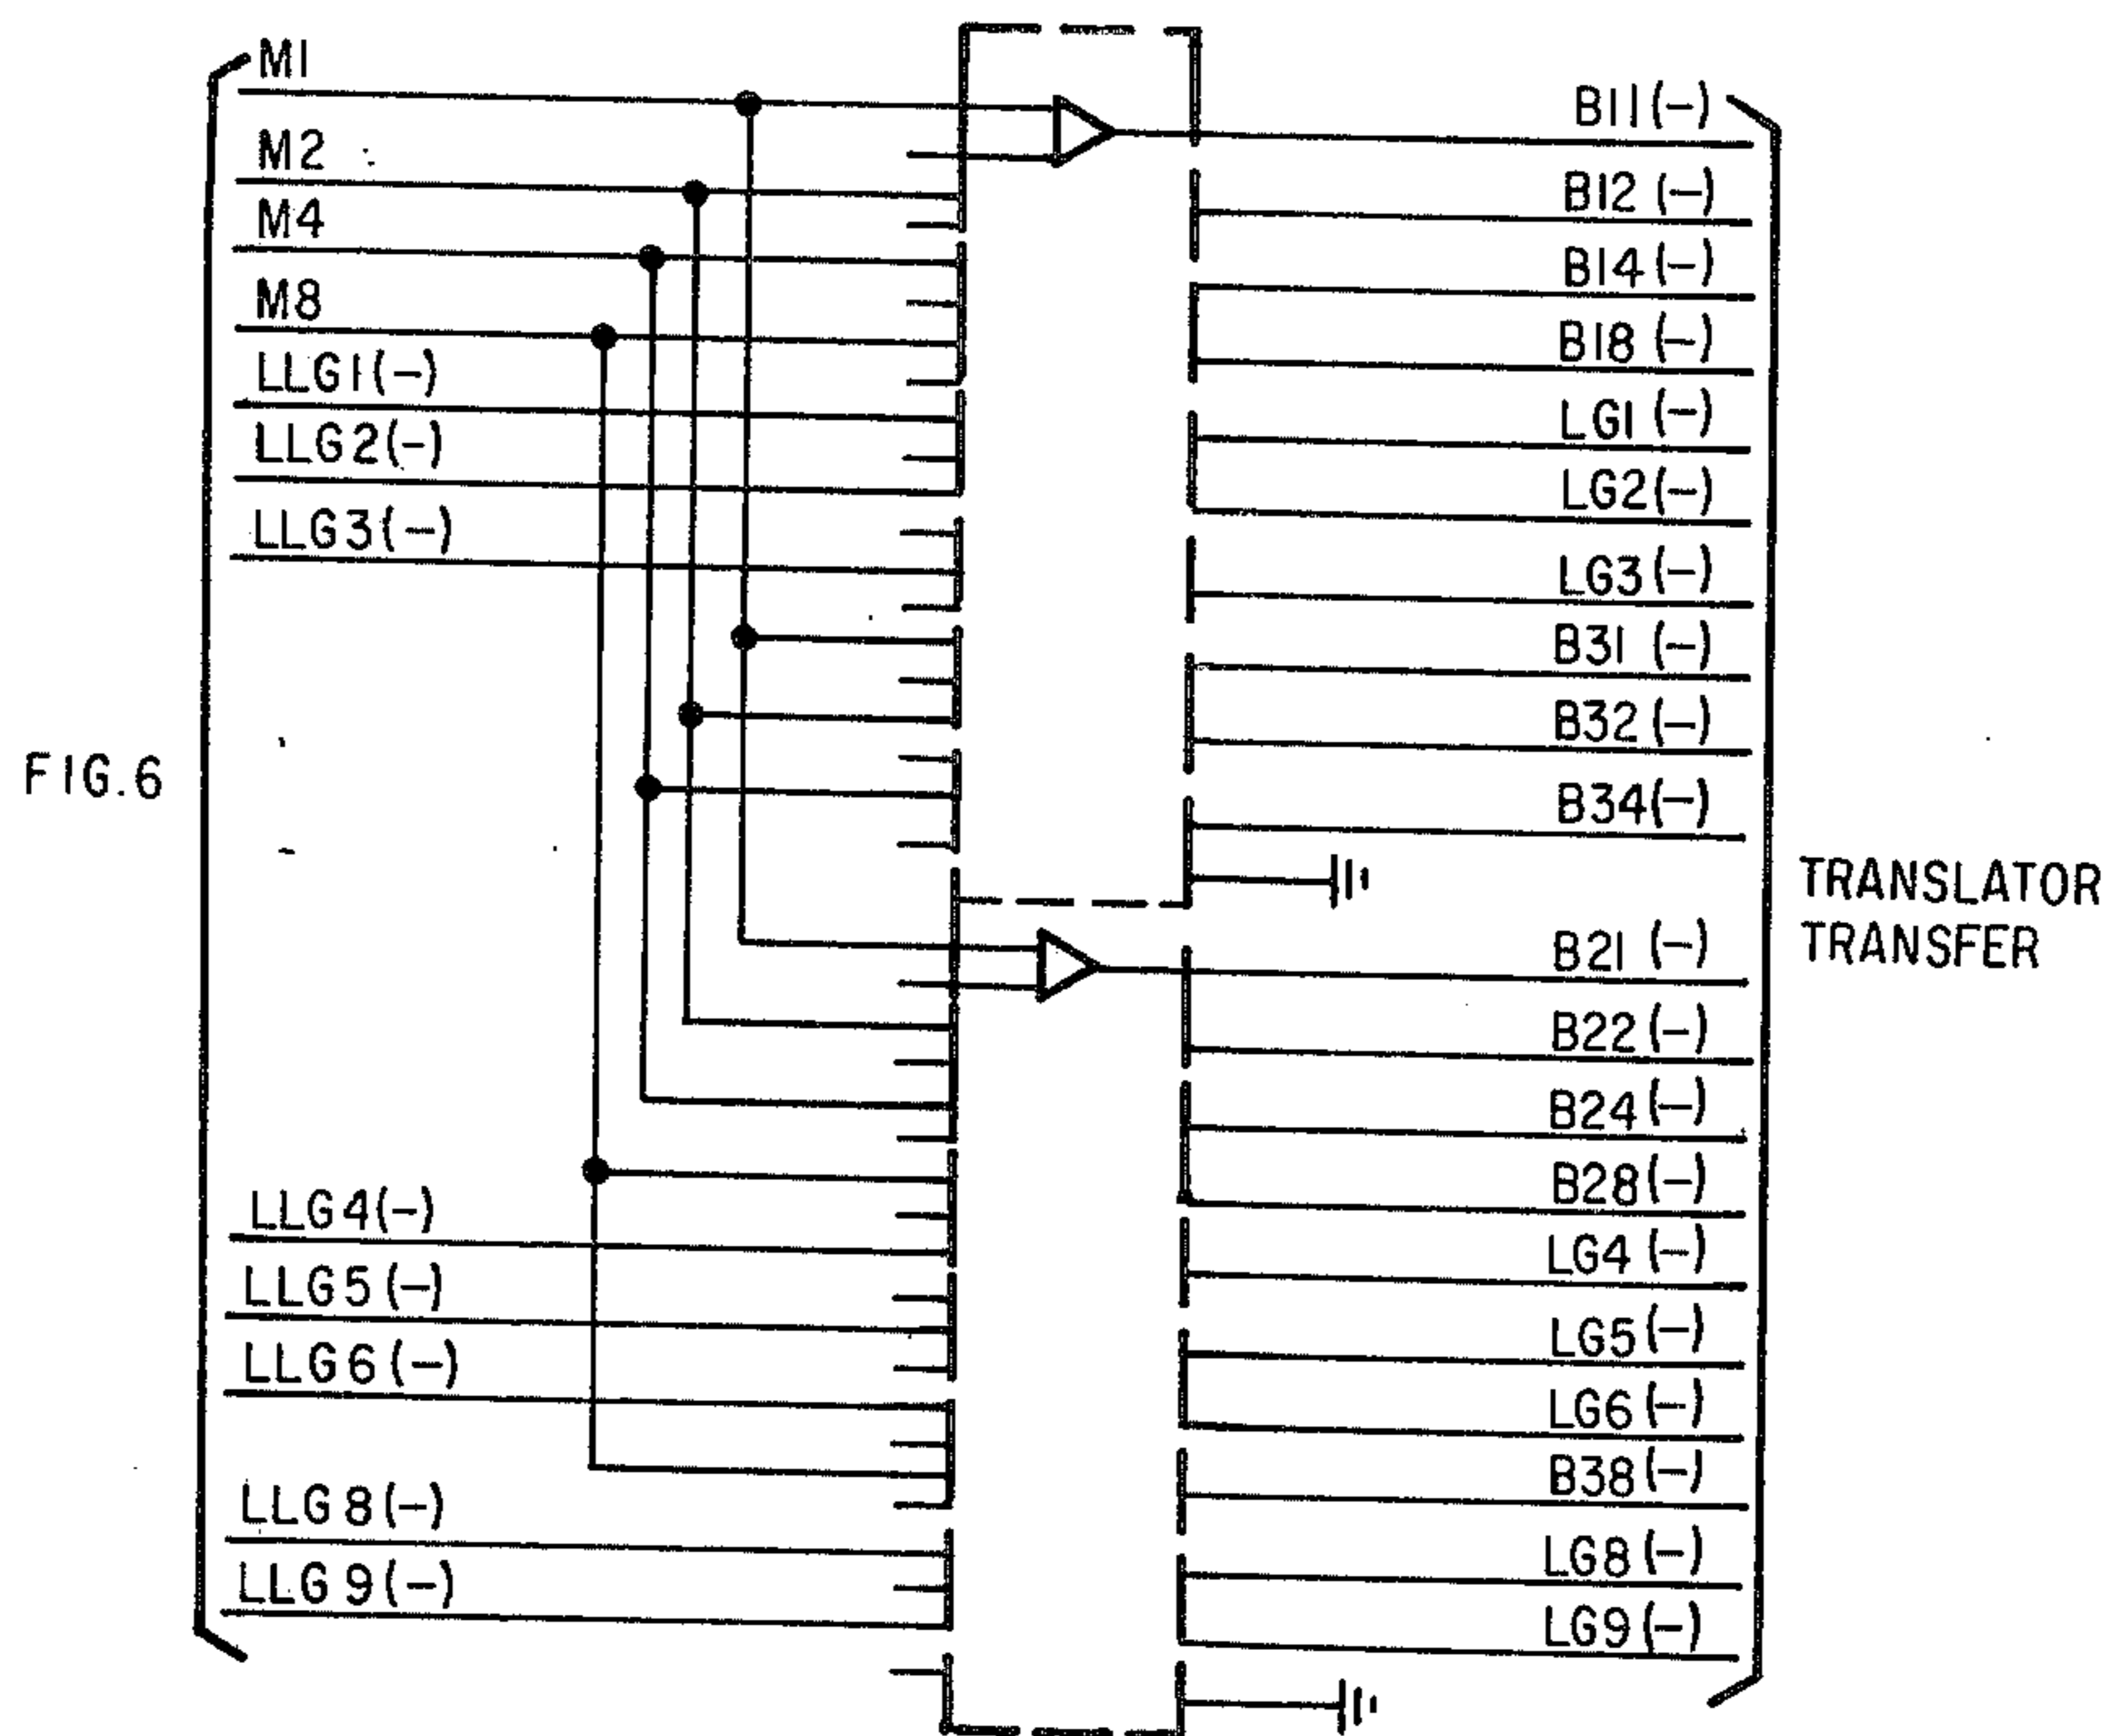 M1
M2
M4
M8
LLG1(-)
LLG2(-)
LLG3(-)
FIG.6
LLG4(-)
LLG5(-)
LLG6(-)
LLG8(-)
LLG9(-)
B11(-)
B12(-)
B14(-)
B18(-)
LG1(-)
LG2(-)
LG3(-)
B31(-)
B32(-)
B34(-)
B21(-)
B22(-)
B24(-)
B28(-)
LG4(-)
LG5(-)
LG6(-)
B38(-)
LG8(-)
LG9(-)
TRANSLATOR
TRANSFER